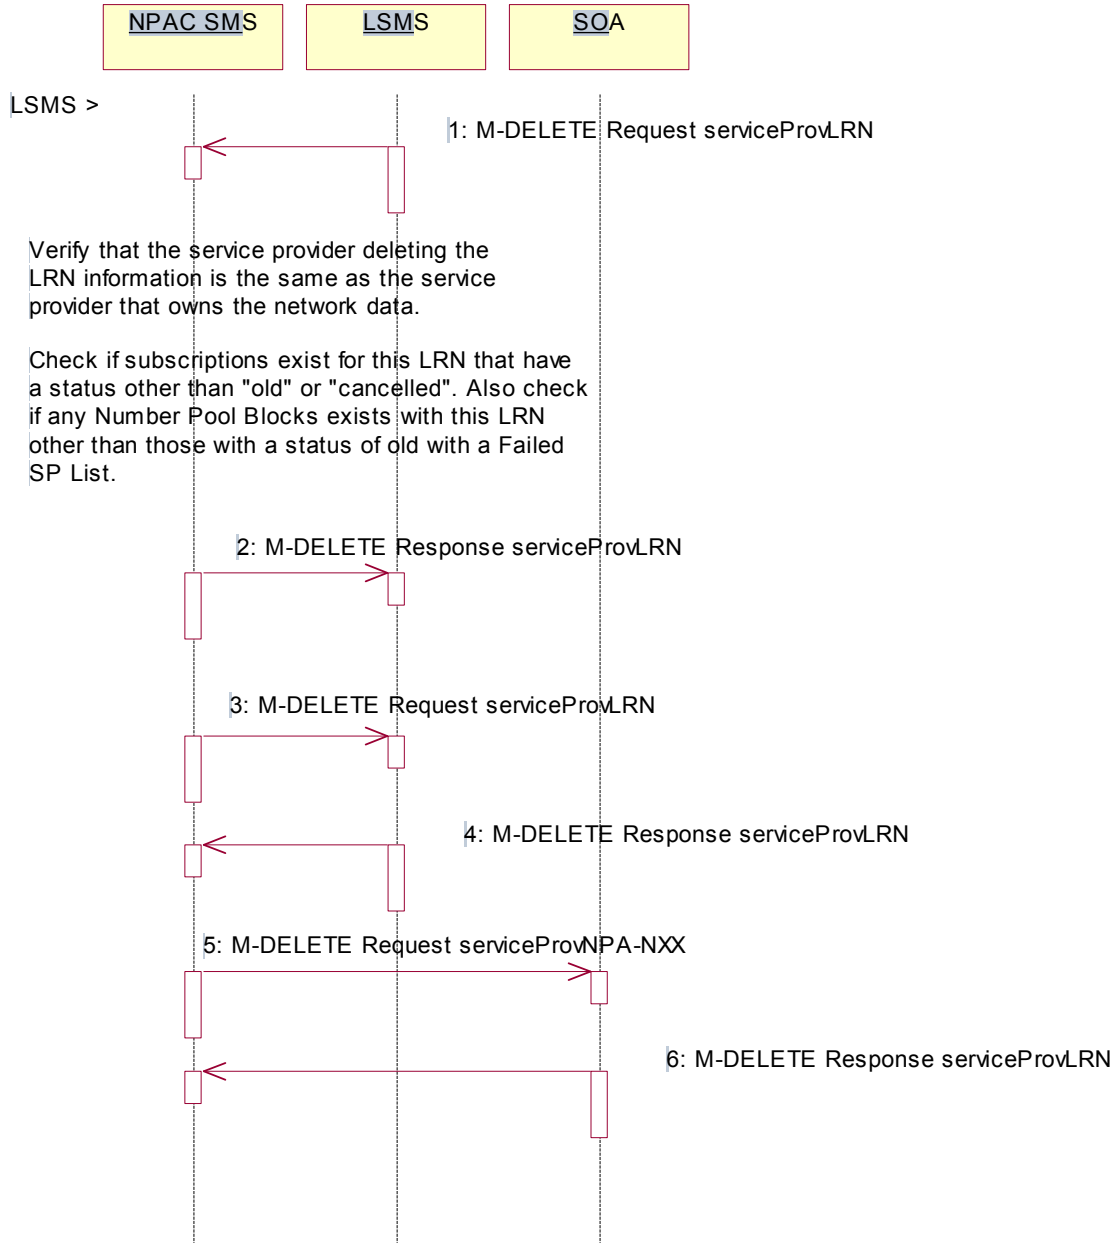 NPAC SMS
LSMS
SOA
LSMS >
1: M-DELETE Request serviceProvLRN
Verify that the service provider deleting the
LRN information is the same as the service
provider that owns the network data.
Check if subscriptions exist for this LRN that have
a status other than "old" or "cancelled". Also check
if any Number Pool Blocks exists with this LRN
other than those with a status of old with a Failed
SP List.
2: M-DELETE Response serviceProvLRN
3: M-DELETE Request serviceProvLRN
4: M-DELETE Response serviceProvLRN
5: M-DELETE Request serviceProvNPA-NXX
6: M-DELETE Response serviceProvLRN